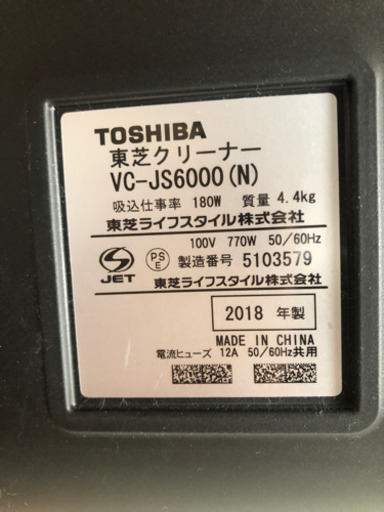 TOSHIBA
東芝クリーナー
VC-JS6000(N)
吸込仕事率 180W 質量 4.4kg
東芝ライフスタイル株式会社
100V 770W 50/60Hz
S JET PS E 製造番号 5103579
東芝ライフスタイル株式会社
2018 年製
MADE IN CHINA
電流ヒューズ 12A 50/60Hz共用